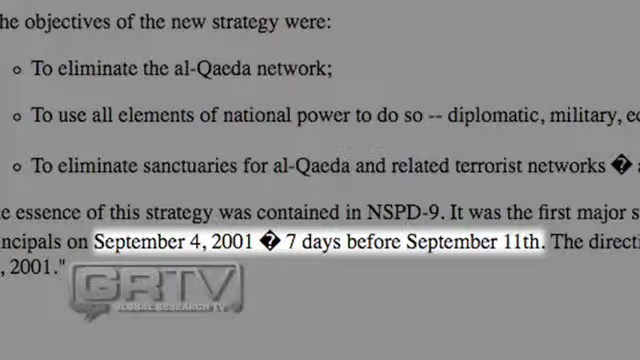 he objectives of the new strategy were:
To eliminate the al-Qaeda network;
To use all elements of national power to do so -- diplomatic, military, ec
To eliminate sanctuaries for al-Qaeda and related terrorist networks � a
e essence of this strategy was contained in NSPD-9. It was the first major s
ncipals on September 4, 2001 � 7 days before September 11th. The directi
, 2001."
GRTV
GLOBAL RESEARCH TV